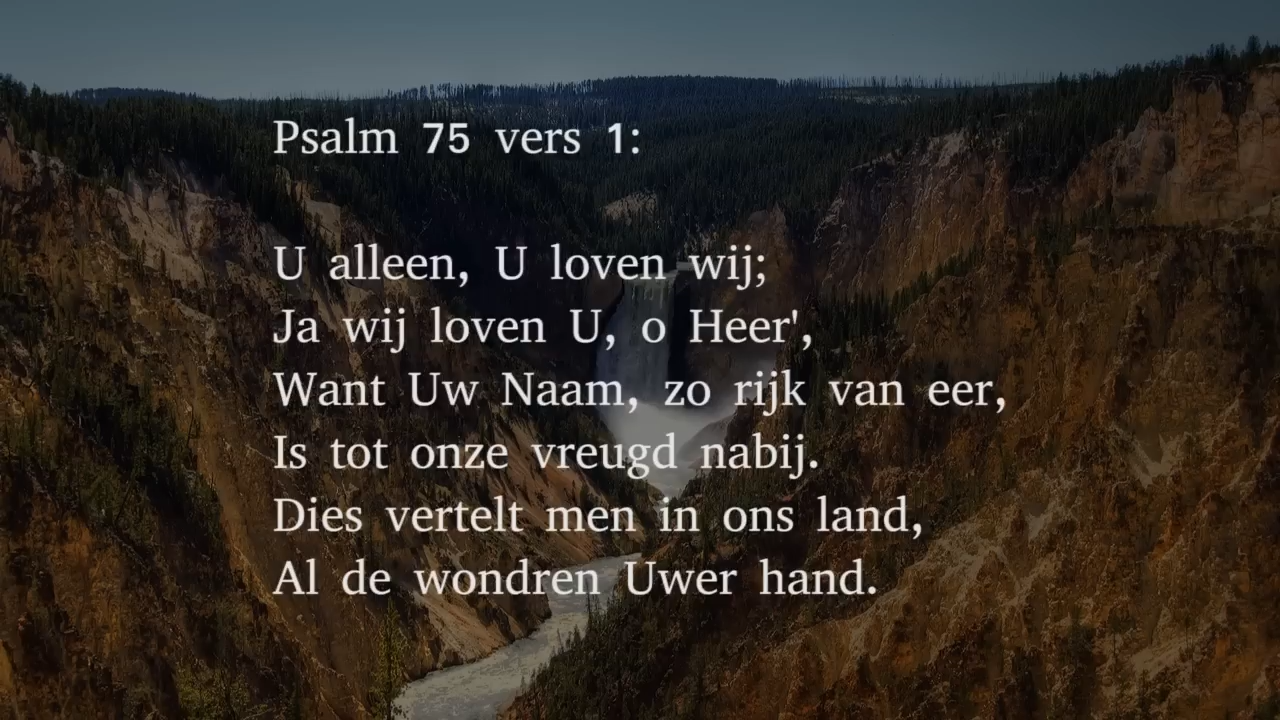 Psalm 75 vers 1:
U alleen, U loven wij;
Ja wij loven U, o Heer',
Want Uw Naam, zo rijk van eer,
Is tot onze vreugd nabij.
Dies vertelt men in ons land,
Al de wondren Uwer hand.